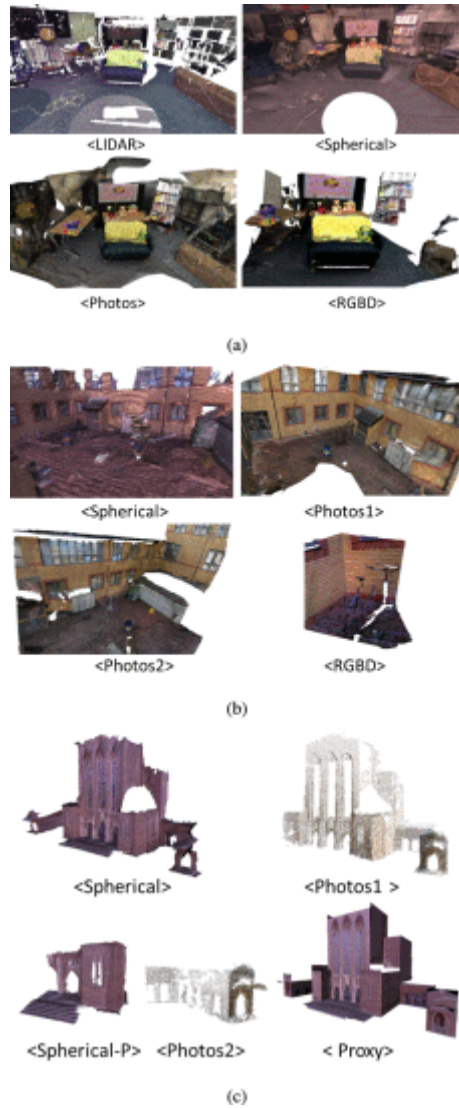 <LIDAR> <Spherical>
<Photos> <RGBD>
(a)
<Spherical> <Photos1>
<Photos2> <RGBD>
(b)
<Spherical> <Photos1 >
<Spherical-P> <Photos2> < Proxy>
(c)